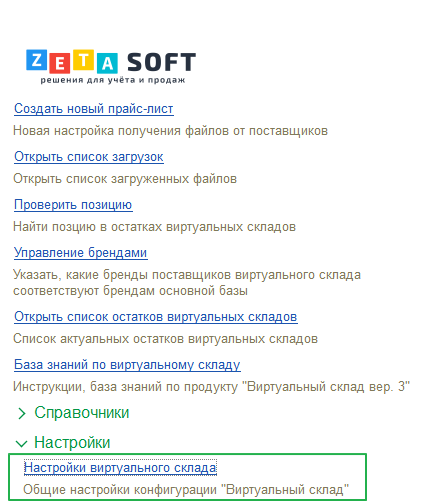 ZETA SOFT
решения для учёта и продаж
Создать новый прайс-лист
Новая настройка получения файлов от поставщиков
Открыть список загрузок
Открыть список загруженных файлов
Проверить позицию
Найти позцию в остатках виртуальных складов
Управление брендами
Указать, какие бренды поставщиков виртуального склада
соответствуют брендам основной базы
Открыть список остатков виртуальных складов
Список актуальных остатков виртуальных складов
База знаний по виртуальному складу
Инструкции, база знаний по продукту "Виртуальный склад вер. 3"
Справочники
Настройки
Настройки виртуального склада
Общие настройки конфигурации "Виртуальный склад"